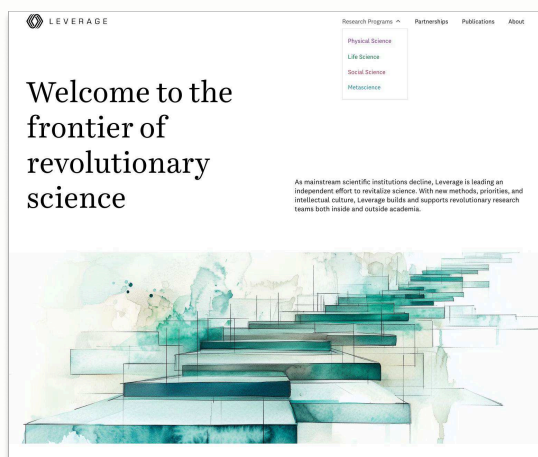 LEVERAGE
Research Programs
Partnerships
Publications
About
Physical Science
Life Science
Social Science
Metascience
Welcome to the
frontier of
revolutionary
science
As mainstream scientific institutions decline, Leverage is leading an
independent effort to revitalize science. With new methods, priorities, and
intellectual culture, Leverage builds and supports revolutionary research
teams both inside and outside academia.